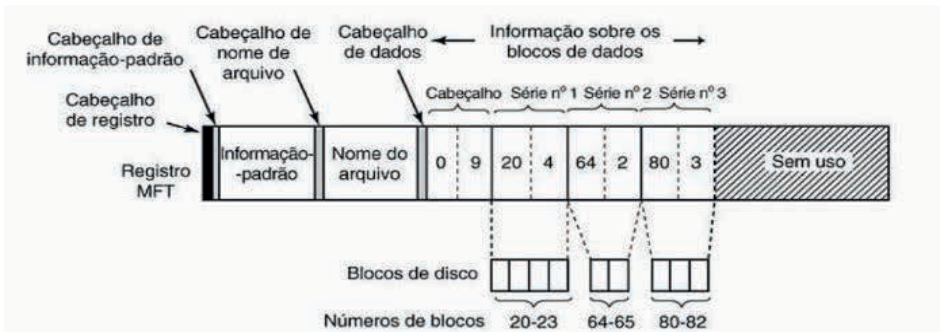 Cabeçalho de
informação-padrão
Cabeçalho de
nome de
arquivo
Cabeçalho
de dados
Informação sobre os
blocos de dados
Cabeçalho
de registro
Cabeçalho
Série nº 1
Série nº 2
Série nº 3
Registro
MFT
Informação-
-padrão
Nome do
arquivo
0 9 20 4 64 2 80 3
Sem uso
Blocos de disco
Números de blocos 20-23 64-65 80-82